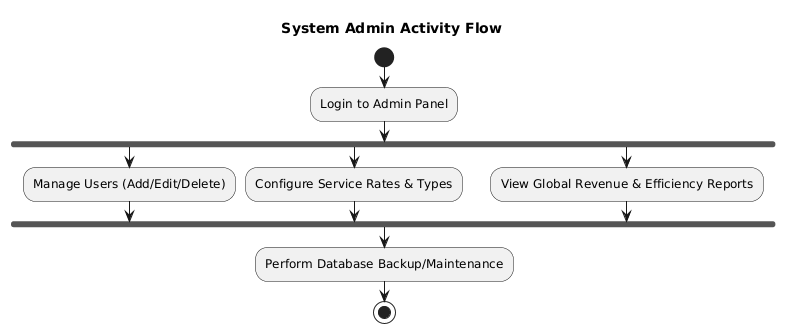 System Admin Activity Flow
Login to Admin Panel
Manage Users (Add/Edit/Delete)
Configure Service Rates & Types
View Global Revenue & Efficiency Reports
Perform Database Backup/Maintenance